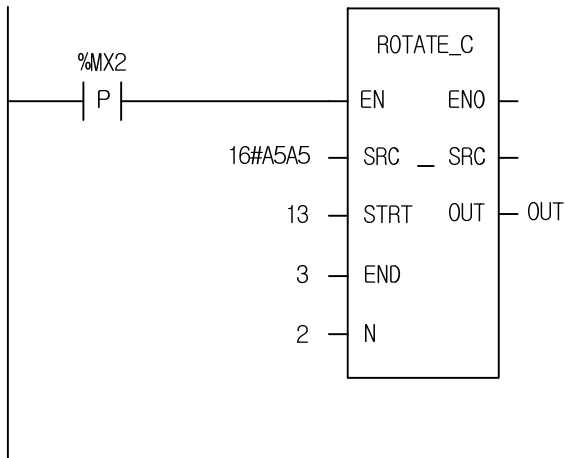 ROTATE_C
%MX2
P
EN ENO
16#A5A5 SRC _ SRC
13 STRT OUT OUT
3 END
2 N